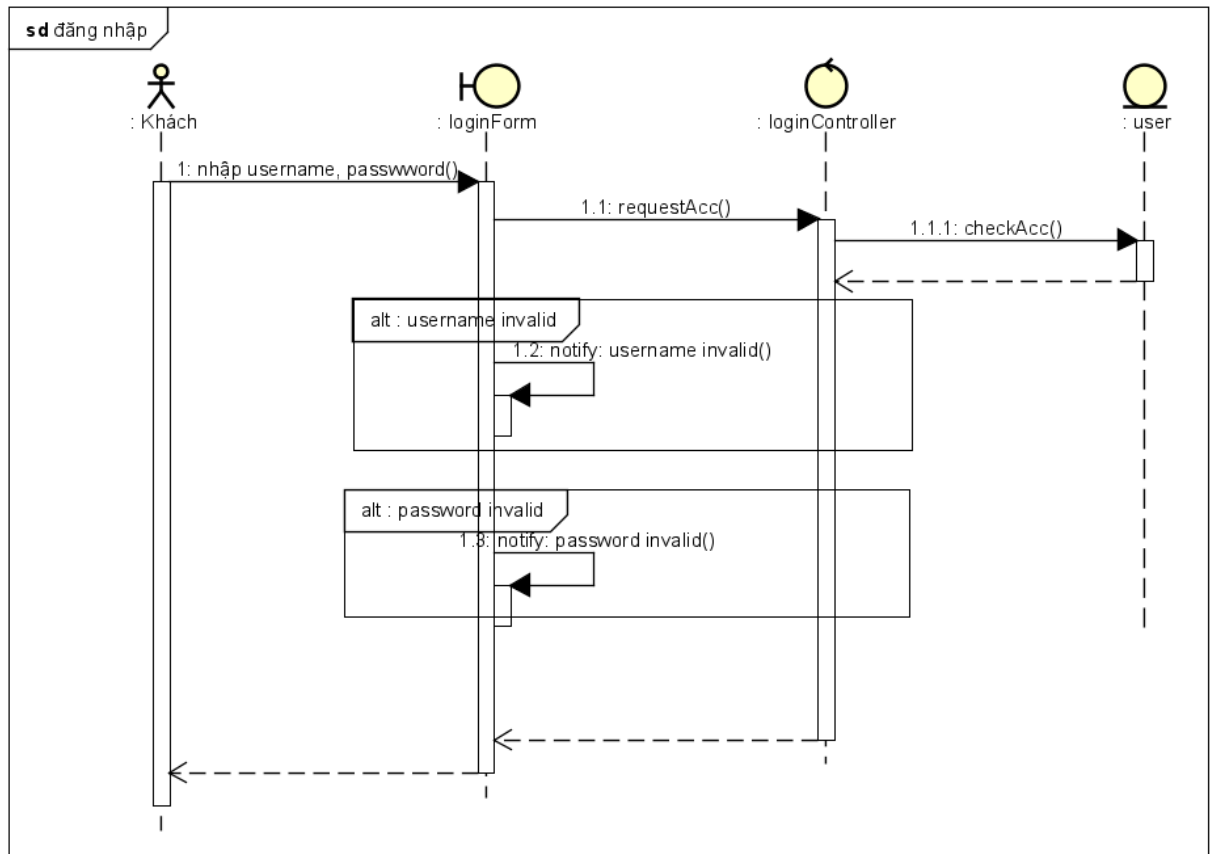 sd đăng nhập
: Khách
: loginForm
: loginController
: user
1: nhập username, passwword()
1.1: requestAcc()
1.1.1: checkAcc()
alt : username invalid
1.2: notify: username invalid()
alt : password invalid
1.3: notify: password invalid()